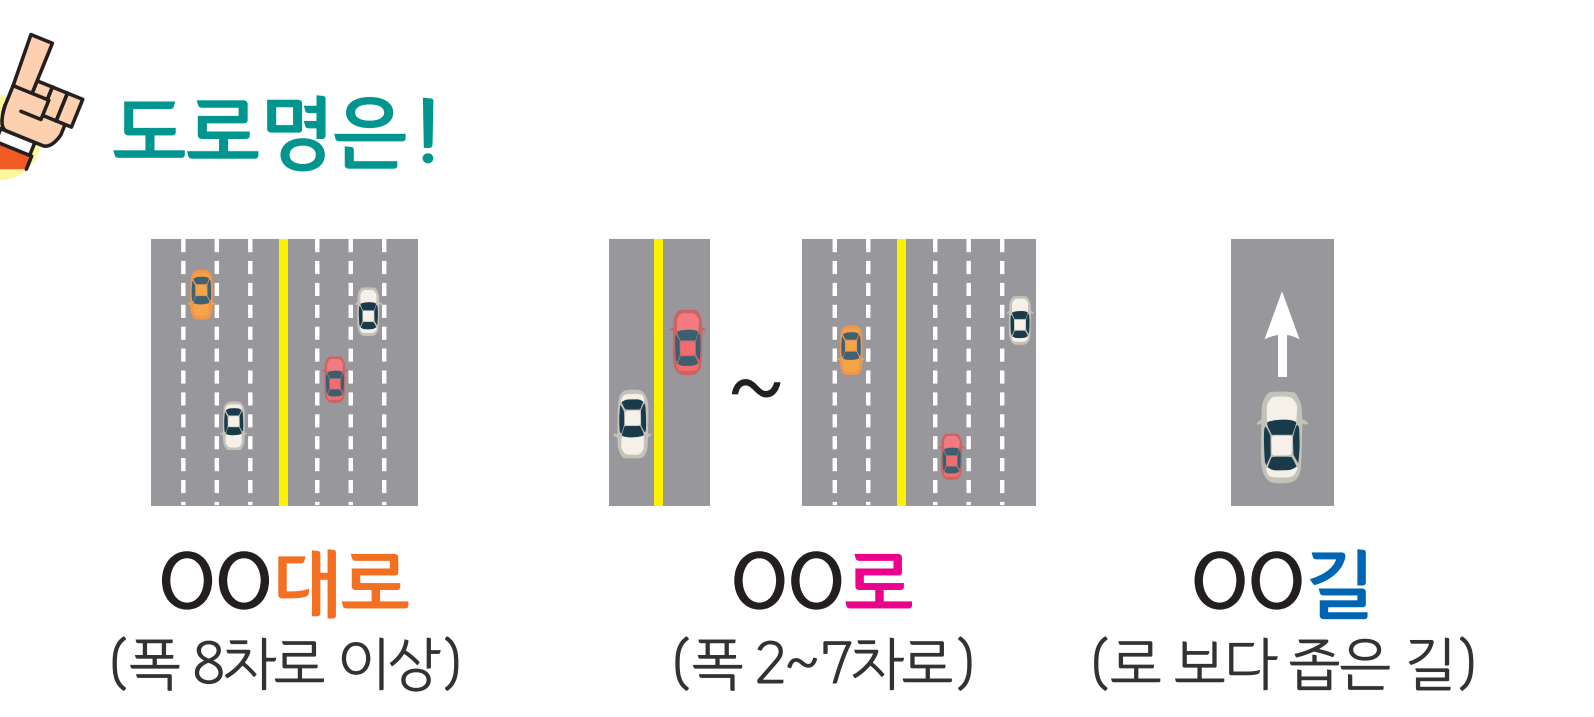 도로명은!
~
OO대로
(폭 8차로 이상)
OO로
(폭 2~7차로)
OO길
(로 보다 좁은 길)